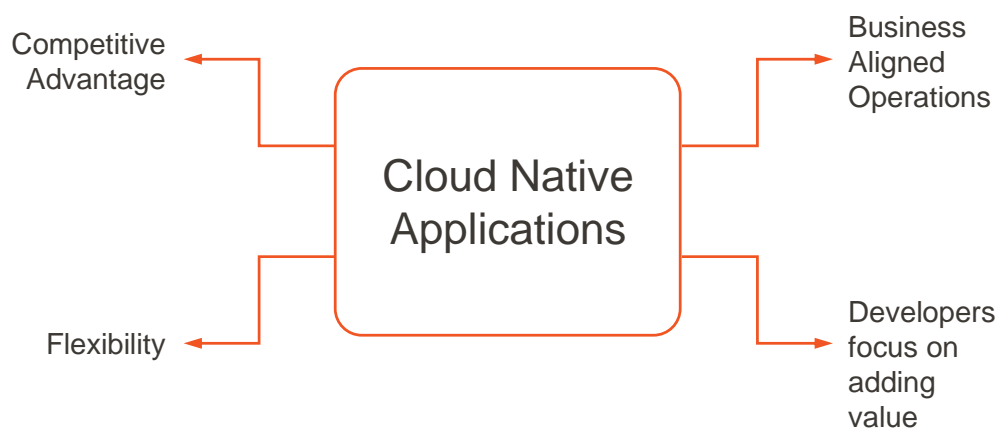 Competitive
Advantage
Business
Aligned
Operations
Cloud Native
Applications
Flexibility
Developers
focus on
adding
value